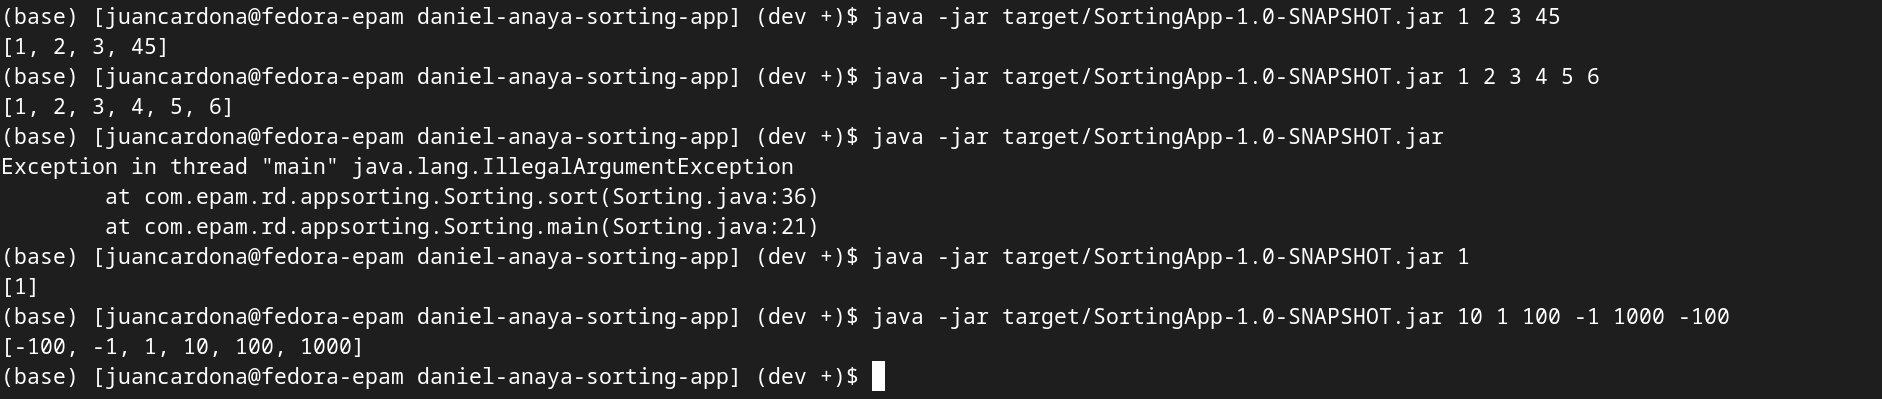 (base) [juancardona@fedora-epam daniel-anaya-sorting-app] (dev +)$ java -jar target/SortingApp-1.0-SNAPSHOT.jar 1 2 3 45
[1, 2, 3, 45]
(base) [juancardona@fedora-epam daniel-anaya-sorting-app] (dev +)$ java -jar target/SortingApp-1.0-SNAPSHOT.jar 1 2 3 4 5 6
[1, 2, 3, 4, 5, 6]
(base) [juancardona@fedora-epam daniel-anaya-sorting-app] (dev +)$ java -jar target/SortingApp-1.0-SNAPSHOT.jar
Exception in thread "main" java.lang.IllegalArgumentException
        at com.epam.rd.appsorting.Sorting.sort(Sorting.java:36)
        at com.epam.rd.appsorting.Sorting.main(Sorting.java:21)
(base) [juancardona@fedora-epam daniel-anaya-sorting-app] (dev +)$ java -jar target/SortingApp-1.0-SNAPSHOT.jar 1
[1]
(base) [juancardona@fedora-epam daniel-anaya-sorting-app] (dev +)$ java -jar target/SortingApp-1.0-SNAPSHOT.jar 10 1 100 -1 1000 -100
[-100, -1, 1, 10, 100, 1000]
(base) [juancardona@fedora-epam daniel-anaya-sorting-app] (dev +)$